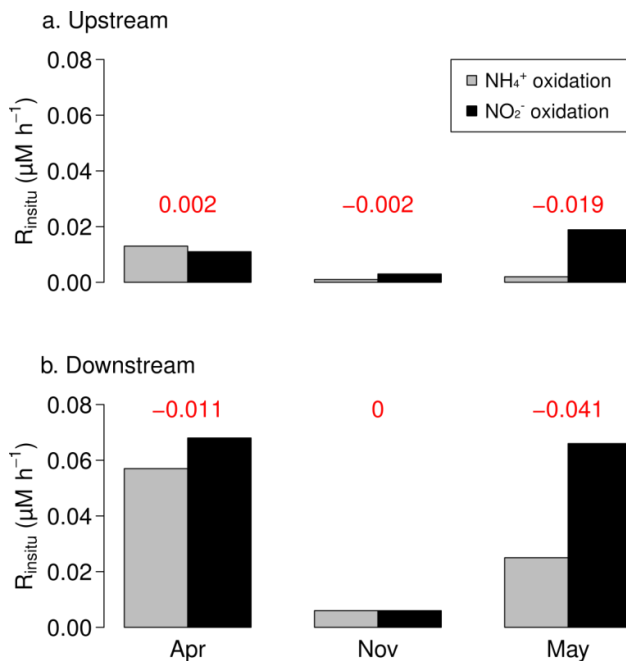 a. Upstream
0.08
0.06
0.04
0.02
0.00
R_insitu (µM h⁻¹)
NH₄⁺ oxidation
NO₂⁻ oxidation
0.002 −0.002 −0.019
b. Downstream
0.08
0.06
0.04
0.02
0.00
R_insitu (µM h⁻¹)
−0.011 0 −0.041
Apr Nov May